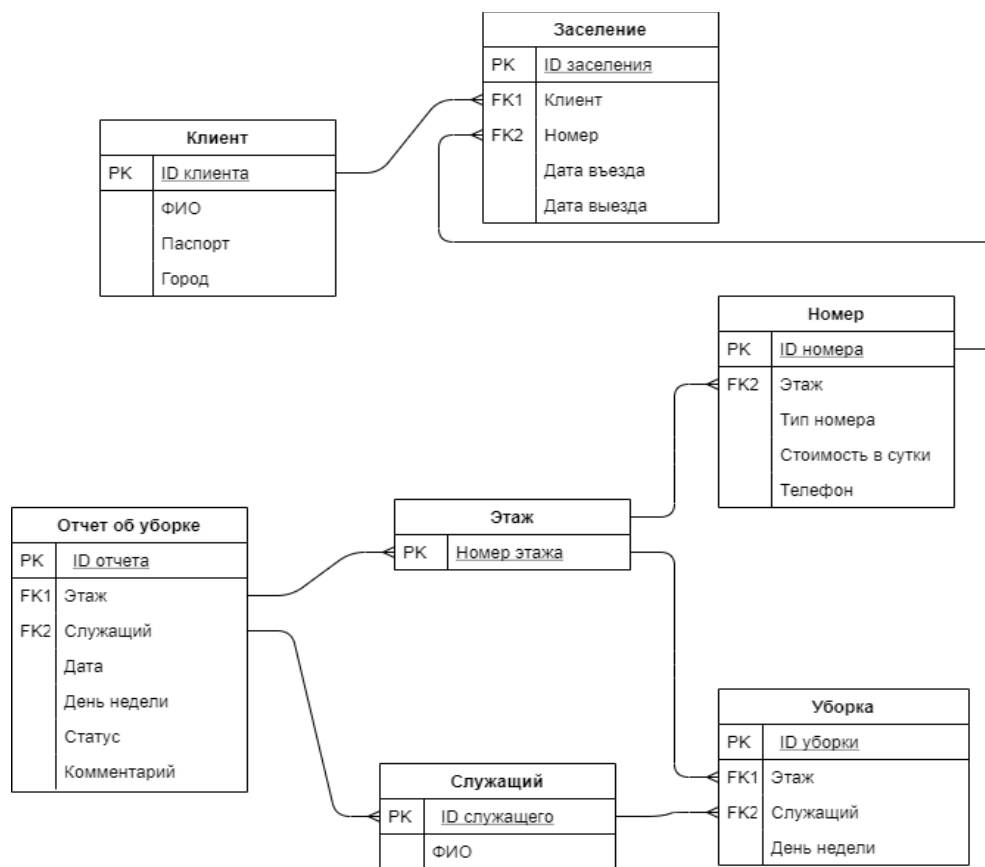 Заселение
PK ID заселения
FK1 Клиент
FK2 Номер
Дата въезда
Дата выезда
Клиент
PK ID клиента
ФИО
Паспорт
Город
Номер
PK ID номера
FK2 Этаж
Тип номера
Стоимость в сутки
Телефон
Этаж
PK Номер этажа
Отчет об уборке
PK ID отчета
FK1 Этаж
FK2 Служащий
Дата
День недели
Статус
Комментарий
Уборка
PK ID уборки
FK1 Этаж
FK2 Служащий
День недели
Служащий
PK ID служащего
ФИО